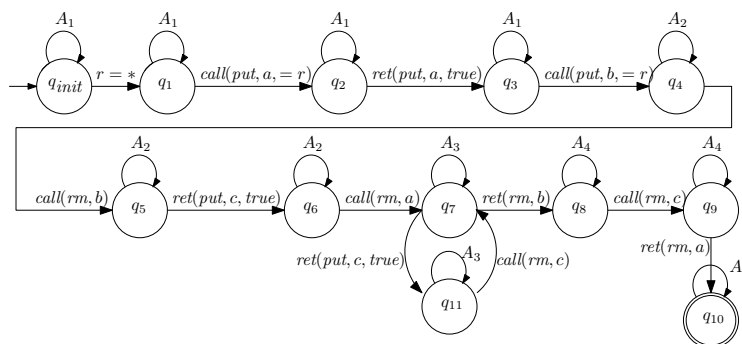 A₁ A₁ A₁ A₁ A₂
q_init r = * q₁ call(put, a, = r) q₂ ret(put, a, true) q₃ call(put, b, = r) q₄
A₂ A₂ A₃ A₄ A₄
call(rm, b) q₅ ret(put, c, true) q₆ call(rm, a) q₇ ret(rm, b) q₈ call(rm, c) q₉
ret(rm, a)
ret(put, c, true) A₃ call(rm, c) A
q₁₁ q₁₀